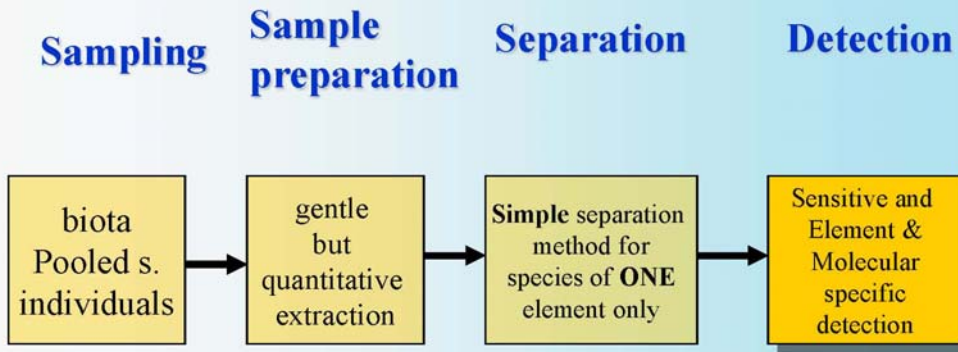 Sampling
Sample
preparation
Separation
Detection
biota
Pooled s.
individuals
gentle
but
quantitative
extraction
Simple separation
method for
species of ONE
element only
Sensitive and
Element &
Molecular
specific
detection